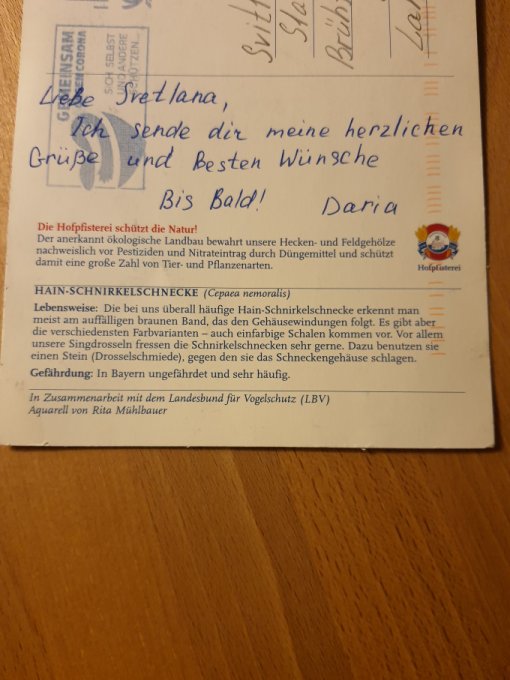 GEMEINSAM
GEGEN CORONA
SICH SELBST
UND ANDERE
SCHÜTZEN...
Liebe Svetlana,
Ich sende dir meine herzlichen
Grüße und Besten Wünsche
Bis Bald!
Daria
Die Hofpfisterei schützt die Natur!
Der anerkannt ökologische Landbau bewahrt unsere Hecken- und Feldgehölze
nachweislich vor Pestiziden und Nitrateintrag durch Düngemittel und schützt
damit eine große Zahl von Tier- und Pflanzenarten.
Hofpfisterei
HAIN-SCHNIRKELSCHNECKE (Cepaea nemoralis)
Lebensweise: Die bei uns überall häufige Hain-Schnirkelschnecke erkennt man
meist am auffälligen braunen Band, das den Gehäusewindungen folgt. Es gibt aber
die verschiedensten Farbvarianten – auch einfarbige Schalen kommen vor. Vor allem
unsere Singdrosseln fressen die Schnirkelschnecken sehr gerne. Dazu benutzen sie
einen Stein (Drosselschmiede), gegen den sie das Schneckengehäuse schlagen.
Gefährdung: In Bayern ungefährdet und sehr häufig.
In Zusammenarbeit mit dem Landesbund für Vogelschutz (LBV)
Aquarell von Rita Mühlbauer